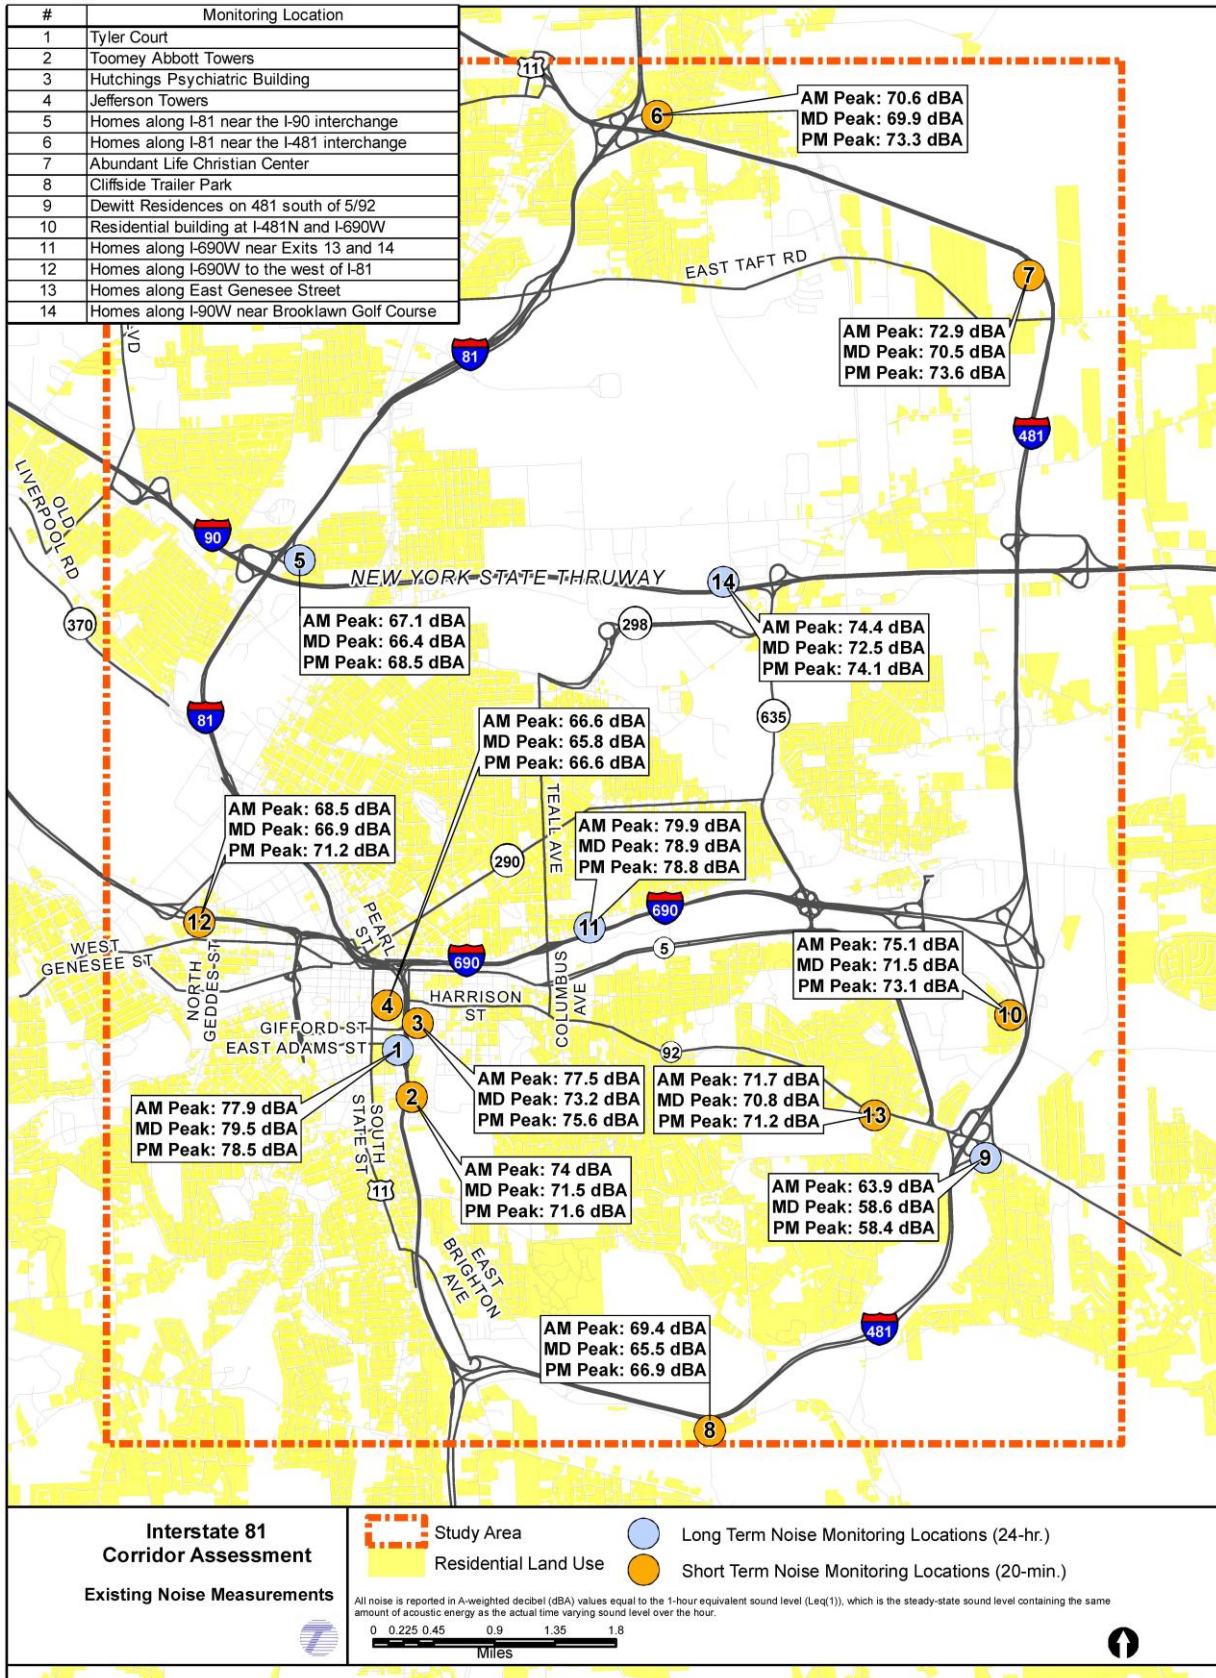 # Monitoring Location
1 Tyler Court
2 Toomey Abbott Towers
3 Hutchings Psychiatric Building
4 Jefferson Towers
5 Homes along I-81 near the I-90 interchange
6 Homes along I-81 near the I-481 interchange
7 Abundant Life Christian Center
8 Cliffside Trailer Park
9 Dewitt Residences on 481 south of 5/92
10 Residential building at I-481N and I-690W
11 Homes along I-690W near Exits 13 and 14
12 Homes along I-690W to the west of I-81
13 Homes along East Genesee Street
14 Homes along I-90W near Brooklawn Golf Course
11
6
AM Peak: 70.6 dBA
MD Peak: 69.9 dBA
PM Peak: 73.3 dBA
EAST TAFT RD
7
AM Peak: 72.9 dBA
MD Peak: 70.5 dBA
PM Peak: 73.6 dBA
VD
81
481
OLD
LIVERPOOL RD
90
5
NEW YORK STATE THRUWAY
14
AM Peak: 67.1 dBA
MD Peak: 66.4 dBA
PM Peak: 68.5 dBA
370
298
AM Peak: 74.4 dBA
MD Peak: 72.5 dBA
PM Peak: 74.1 dBA
81
635
AM Peak: 66.6 dBA
MD Peak: 65.8 dBA
PM Peak: 66.6 dBA
TEALL AVE
AM Peak: 68.5 dBA
MD Peak: 66.9 dBA
PM Peak: 71.2 dBA
AM Peak: 79.9 dBA
MD Peak: 78.9 dBA
PM Peak: 78.8 dBA
290
12
PEARL
ST
11
690
5
690
WEST
GENESEE ST
NORTH
GEDDES ST
COLUMBUS
AVE
AM Peak: 75.1 dBA
MD Peak: 71.5 dBA
PM Peak: 73.1 dBA
10
4
HARRISON
ST
3
GIFFORD ST
EAST ADAMS ST
1
92
AM Peak: 77.9 dBA
MD Peak: 79.5 dBA
PM Peak: 78.5 dBA
2
AM Peak: 77.5 dBA
MD Peak: 73.2 dBA
PM Peak: 75.6 dBA
AM Peak: 71.7 dBA
MD Peak: 70.8 dBA
PM Peak: 71.2 dBA
13
SOUTH
STATE ST
11
AM Peak: 74 dBA
MD Peak: 71.5 dBA
PM Peak: 71.6 dBA
9
AM Peak: 63.9 dBA
MD Peak: 58.6 dBA
PM Peak: 58.4 dBA
EAST
BRIGHTON
AVE
481
AM Peak: 69.4 dBA
MD Peak: 65.5 dBA
PM Peak: 66.9 dBA
8
Interstate 81
Corridor Assessment
Existing Noise Measurements
Study Area
Residential Land Use
Long Term Noise Monitoring Locations (24-hr.)
Short Term Noise Monitoring Locations (20-min.)
All noise is reported in A-weighted decibel (dBA) values equal to the 1-hour equivalent sound level (Leq(1)), which is the steady-state sound level containing the same
amount of acoustic energy as the actual time varying sound level over the hour.
0 0.225 0.45 0.9 1.35 1.8
Miles